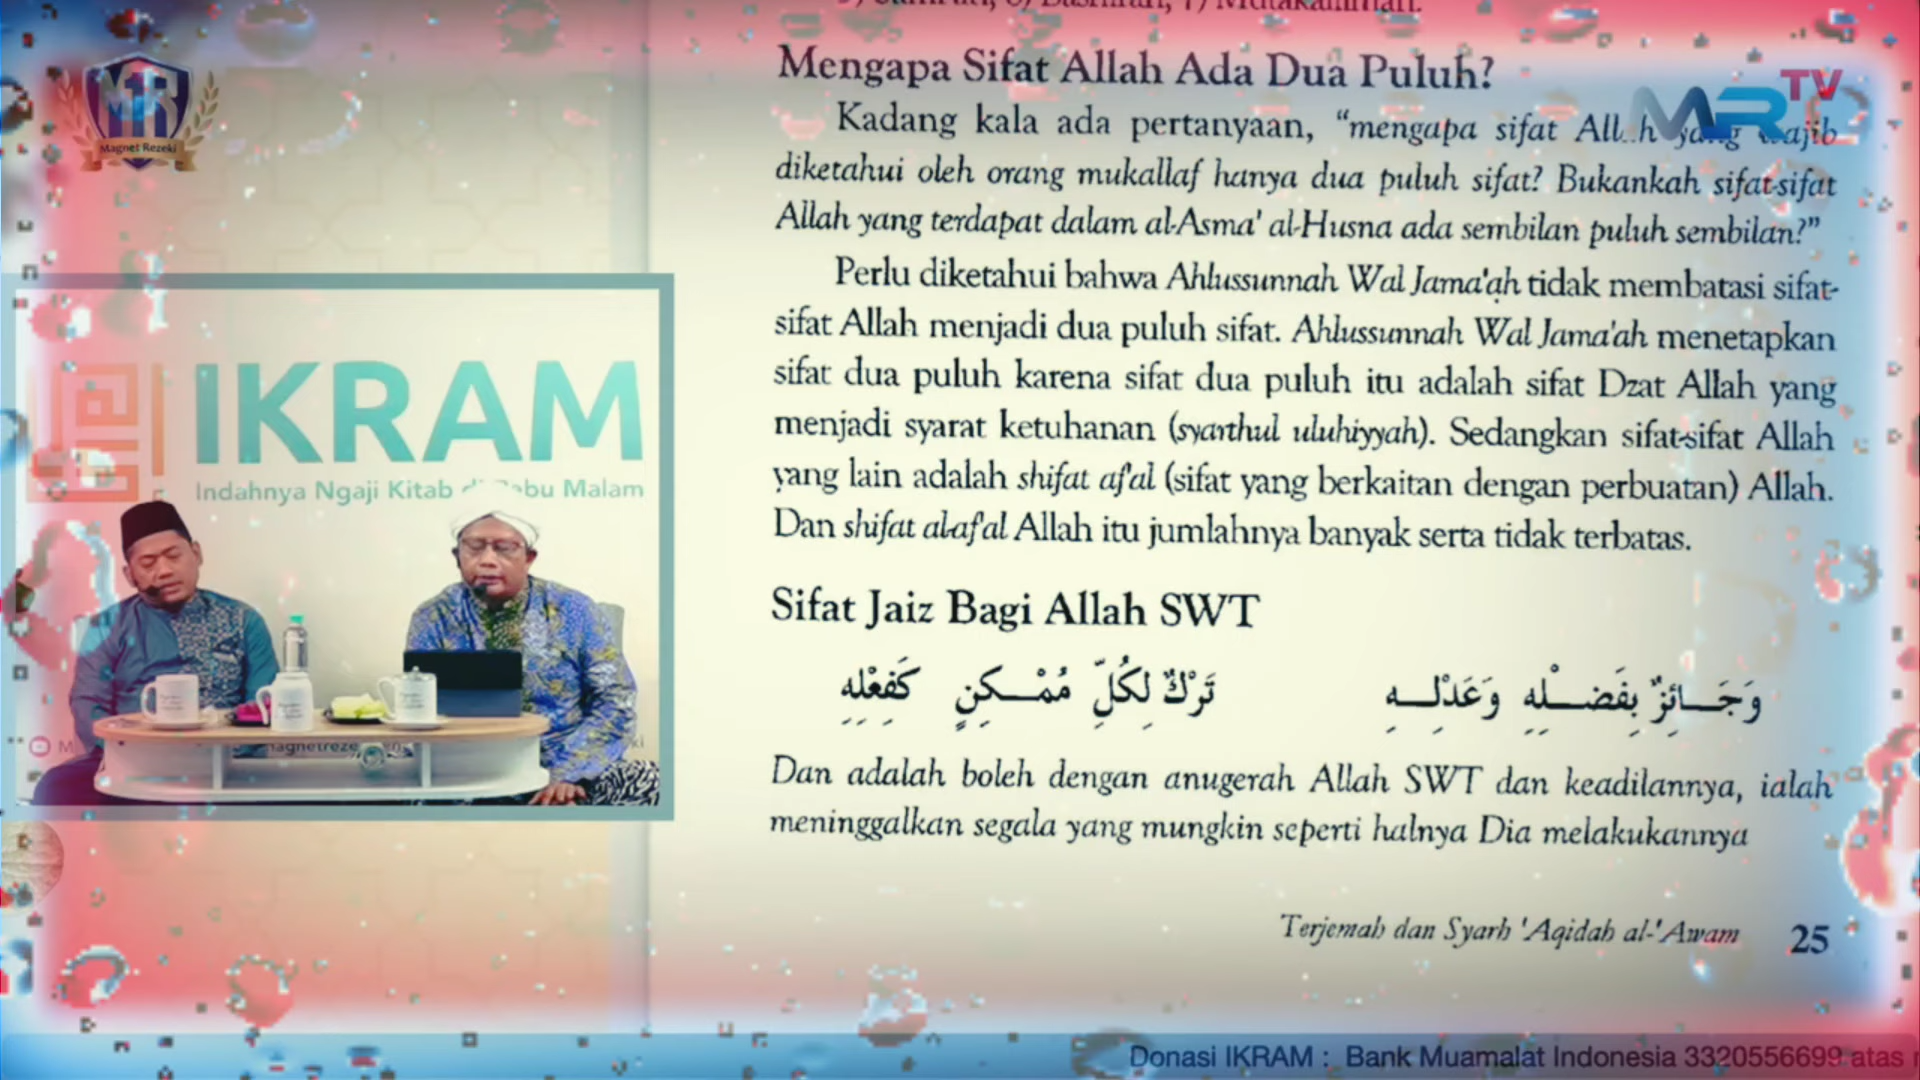 Mengapa Sifat Allah Ada Dua Puluh?
Kadang kala ada pertanyaan, “mengapa sifat yang wajib
diketahui oleh orang mukallaf hanya dua puluh sifat? Bukankah sifat-sifat
Allah yang terdapat dalam al-Asma' al-Husna ada sembilan puluh sembilan?”
Perlu diketahui bahwa Ahlussunnah Wal Jama'ah tidak membatasi sifat-
sifat Allah menjadi dua puluh sifat. Ahlussunnah Wal Jama'ah menetapkan
sifat dua puluh karena sifat dua puluh itu adalah sifat Dzat Allah yang
menjadi syarat ketuhanan (syarthul uluhiyyah). Sedangkan sifat-sifat Allah
yang lain adalah shifat af'al (sifat yang berkaitan dengan perbuatan) Allah.
Dan shifat al-af'al Allah itu jumlahnya banyak serta tidak terbatas.
Sifat Jaiz Bagi Allah SWT
وَجَائِزٌ بِفَضْلِهِ وَعَدْلِهِ تَرْكٌ لِكُلِّ مُمْكِنٍ كَفِعْلِهِ
Dan adalah boleh dengan anugerah Allah SWT dan keadilannya, ialah
meninggalkan segala yang mungkin seperti halnya Dia melakukannya
Terjemah dan Syarh 'Aqidah al-'Awam 25
MR
Magnet Rezeki
MRTV
IKRAM
Indahnya Ngaji Kitab Rabu Malam
Donasi IKRAM : Bank Muamalat Indonesia 3320556699 atas